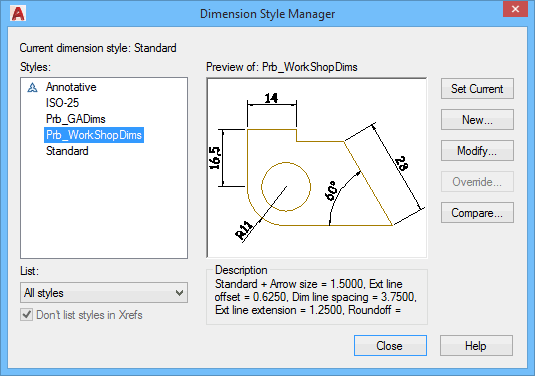 Dimension Style Manager
Current dimension style: Standard
Styles:
Annotative
ISO-25
Prb_GADims
Prb_WorkShopDims
Standard
List:
All styles
Don't list styles in Xrefs
Preview of: Prb_WorkShopDims
14
16,5
R11
60°
28
Description
Standard + Arrow size = 1.5000, Ext line
offset = 0.6250, Dim line spacing = 3.7500,
Ext line extension = 1.2500, Roundoff =
Set Current
New...
Modify...
Override...
Compare...
Close
Help